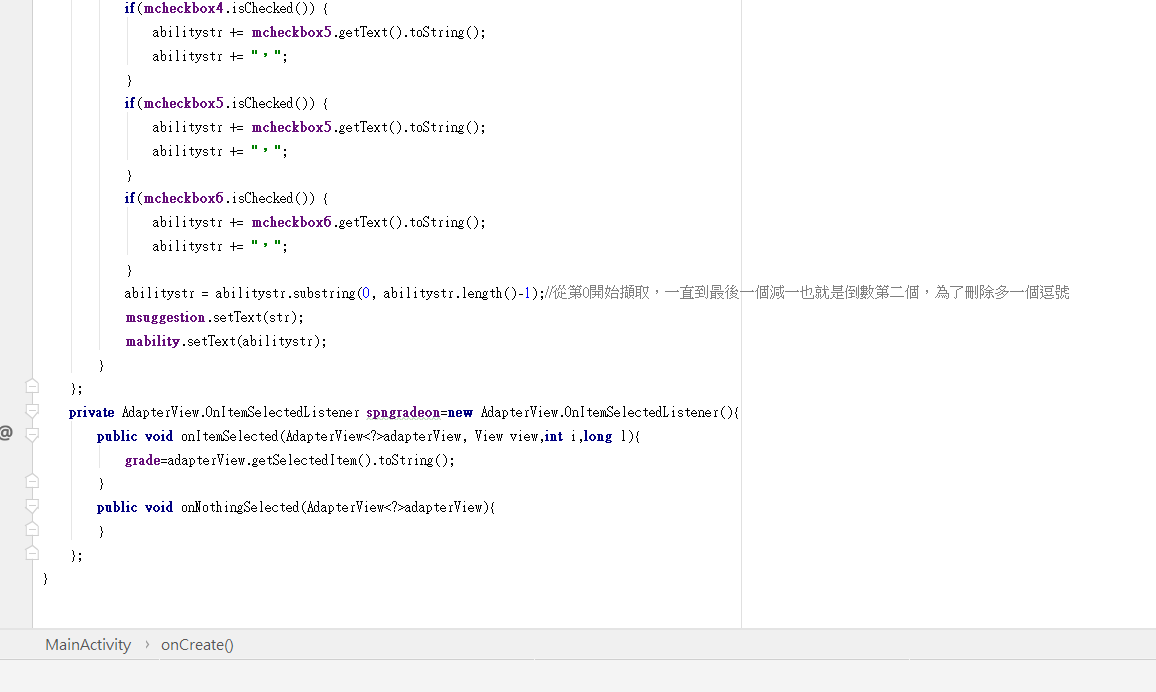 if(mcheckbox4.isChecked()) {
abilitystr += mcheckbox5.getText().toString();
abilitystr += "，";
}
if(mcheckbox5.isChecked()) {
abilitystr += mcheckbox5.getText().toString();
abilitystr += "，";
}
if(mcheckbox6.isChecked()) {
abilitystr += mcheckbox6.getText().toString();
abilitystr += "，";
}
abilitystr = abilitystr.substring(0, abilitystr.length()-1);//從第0開始擷取，一直到最後一個減一也就是倒數第二個，為了刪除多一個逗號
msuggestion.setText(str);
mability.setText(abilitystr);
}
};
private AdapterView.OnItemSelectedListener spngradeon=new AdapterView.OnItemSelectedListener(){
@ public void onItemSelected(AdapterView<?>adapterView, View view,int i,long l){
grade=adapterView.getSelectedItem().toString();
}
public void onNothingSelected(AdapterView<?>adapterView){
}
};
}
MainActivity › onCreate()